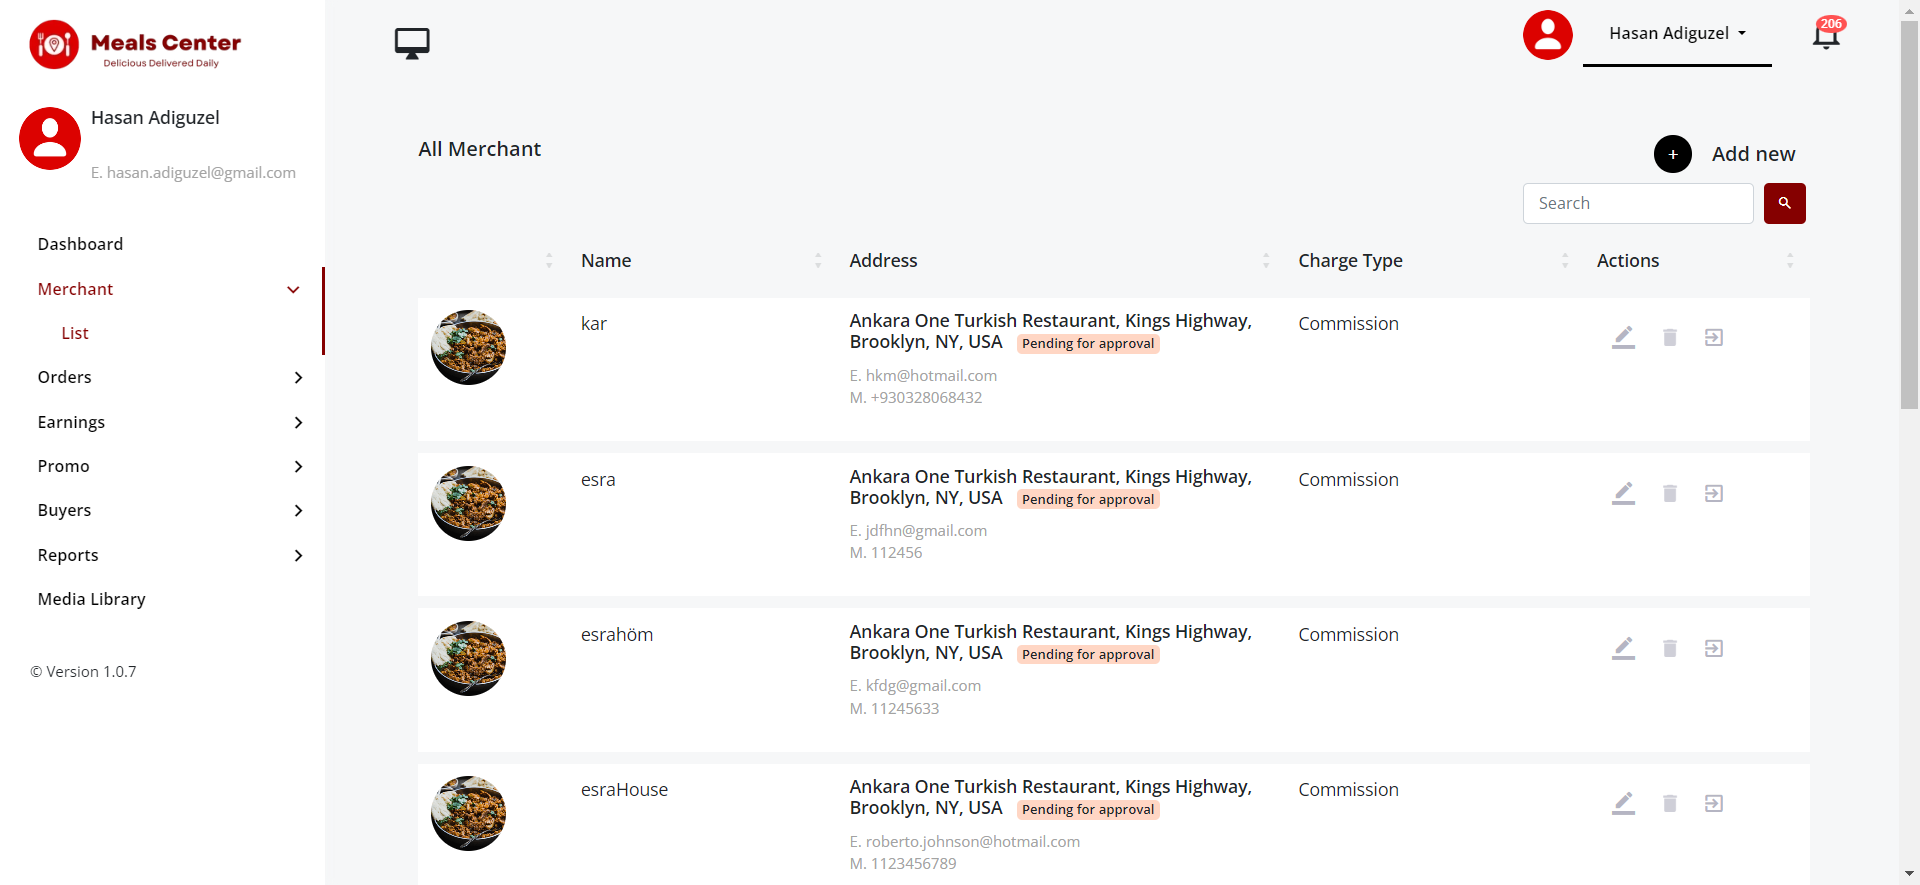 Meals Center
Delicious Delivered Daily
Hasan Adiguzel
E. hasan.adiguzel@gmail.com
Dashboard
Merchant
List
Orders
Earnings
Promo
Buyers
Reports
Media Library
© Version 1.0.7
Hasan Adiguzel
206
All Merchant
+ Add new
Search
Name Address Charge Type Actions
kar
Ankara One Turkish Restaurant, Kings Highway,
Brooklyn, NY, USA Pending for approval
E. hkm@hotmail.com
M. +930328068432
Commission
esra
Ankara One Turkish Restaurant, Kings Highway,
Brooklyn, NY, USA Pending for approval
E. jdfhn@gmail.com
M. 112456
Commission
esrahöm
Ankara One Turkish Restaurant, Kings Highway,
Brooklyn, NY, USA Pending for approval
E. kfdg@gmail.com
M. 11245633
Commission
esraHouse
Ankara One Turkish Restaurant, Kings Highway,
Brooklyn, NY, USA Pending for approval
E. roberto.johnson@hotmail.com
M. 1123456789
Commission